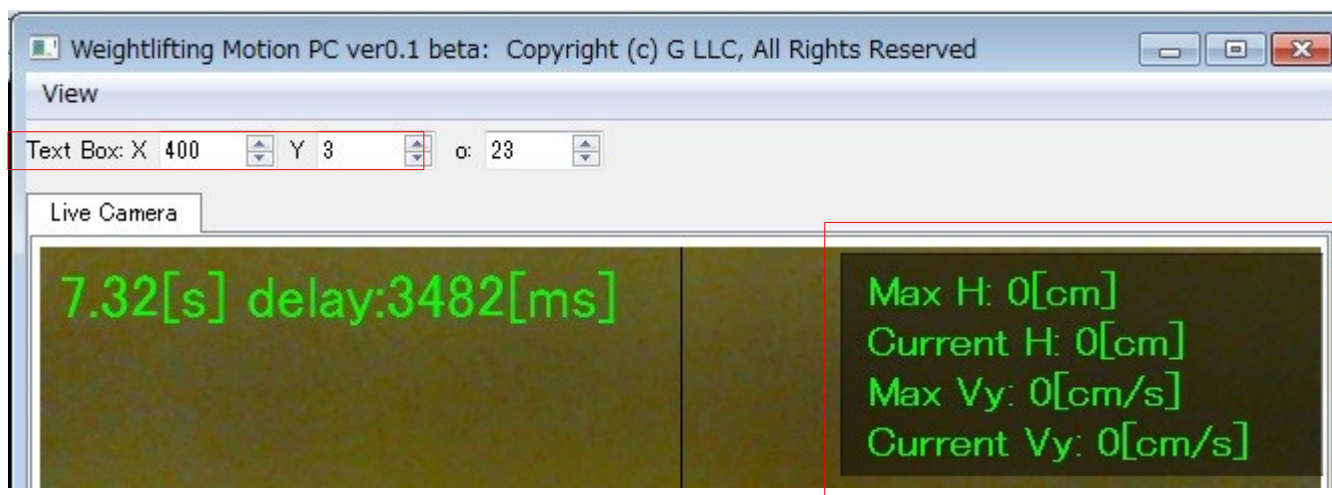 Weightlifting Motion PC ver0.1 beta: Copyright (c) G LLC, All Rights Reserved
View
Text Box: X 400 Y 3 o: 23
Live Camera
7.32[s] delay:3482[ms]
Max H: 0[cm]
Current H: 0[cm]
Max Vy: 0[cm/s]
Current Vy: 0[cm/s]